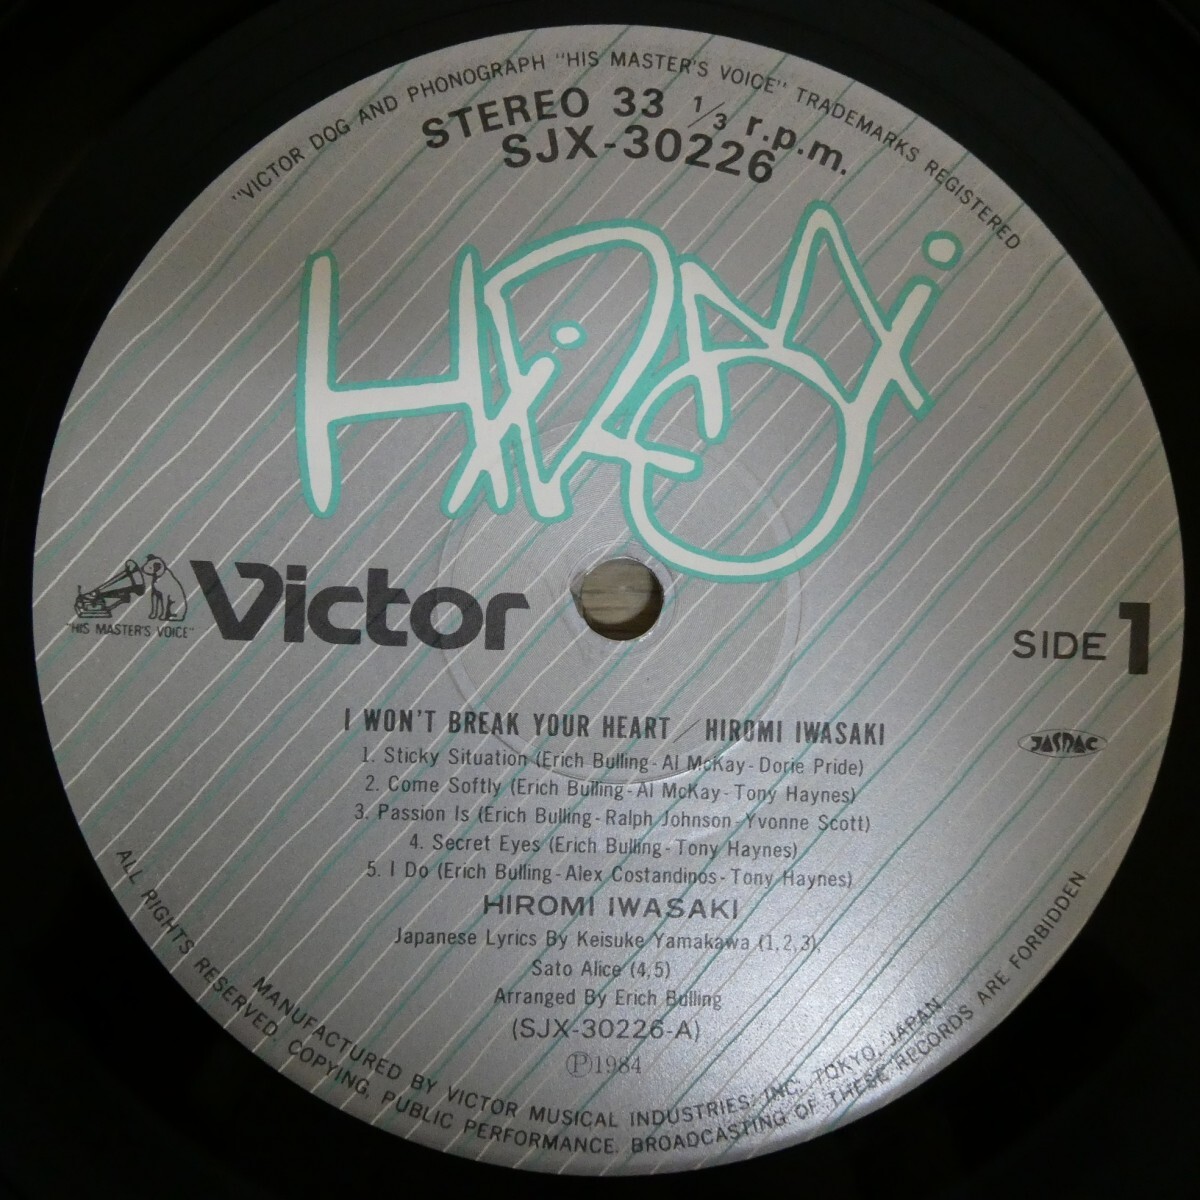 "VICTOR DOG AND PHONOGRAPH "HIS MASTER'S VOICE" TRADEMARKS REGISTERED
STEREO 33 1/3 r.p.m.
SJX-30226
HiRoMi
"HIS MASTER'S VOICE"
Victor
SIDE 1
I WON'T BREAK YOUR HEART / HIROMI IWASAKI
JASRAC
1. Sticky Situation (Erich Bulling - Al McKay - Dorie Pride)
2. Come Softly (Erich Bulling - Al McKay - Tony Haynes)
3. Passion Is (Erich Bulling - Ralph Johnson - Yvonne Scott)
4. Secret Eyes (Erich Bulling - Tony Haynes)
5. I Do (Erich Bulling - Alex Costandinos - Tony Haynes)
HIROMI IWASAKI
Japanese Lyrics By Keisuke Yamakawa (1,2,3),
Sato Alice (4,5)
Arranged By Erich Bulling
(SJX-30226-A)
Ⓟ1984
MANUFACTURED BY VICTOR MUSICAL INDUSTRIES, INC., TOKYO, JAPAN
ALL RIGHTS RESERVED. COPYING, PUBLIC PERFORMANCE, BROADCASTING OF THESE RECORDS ARE FORBIDDEN